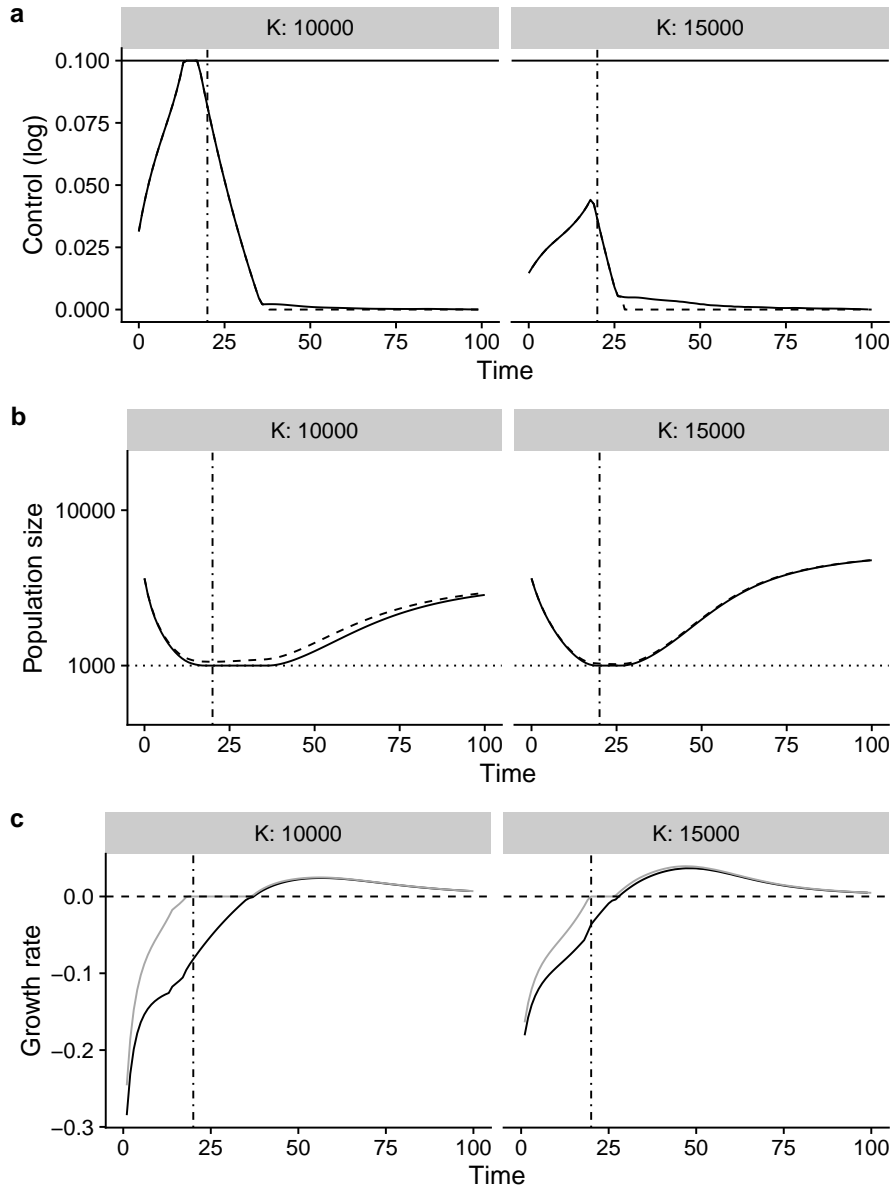 a
K: 10000
K: 15000
Control (log)
0.100
0.075
0.050
0.025
0.000
0 25 50 75 100
0 25 50 75 100
Time
b
K: 10000
K: 15000
Population size
10000
1000
0 25 50 75 100
0 25 50 75 100
Time
c
K: 10000
K: 15000
Growth rate
0.0
−0.1
−0.2
−0.3
0 25 50 75 100
0 25 50 75 100
Time